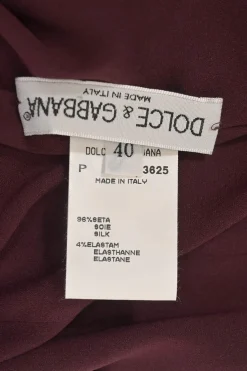 DOLCE & GABBANA®
MADE IN ITALY
40
DOLC ANA
P 3625
MADE IN ITALY
96%SETA
SOIE
SILK
4%ELASTAM
ELASTHANNE
ELASTANE